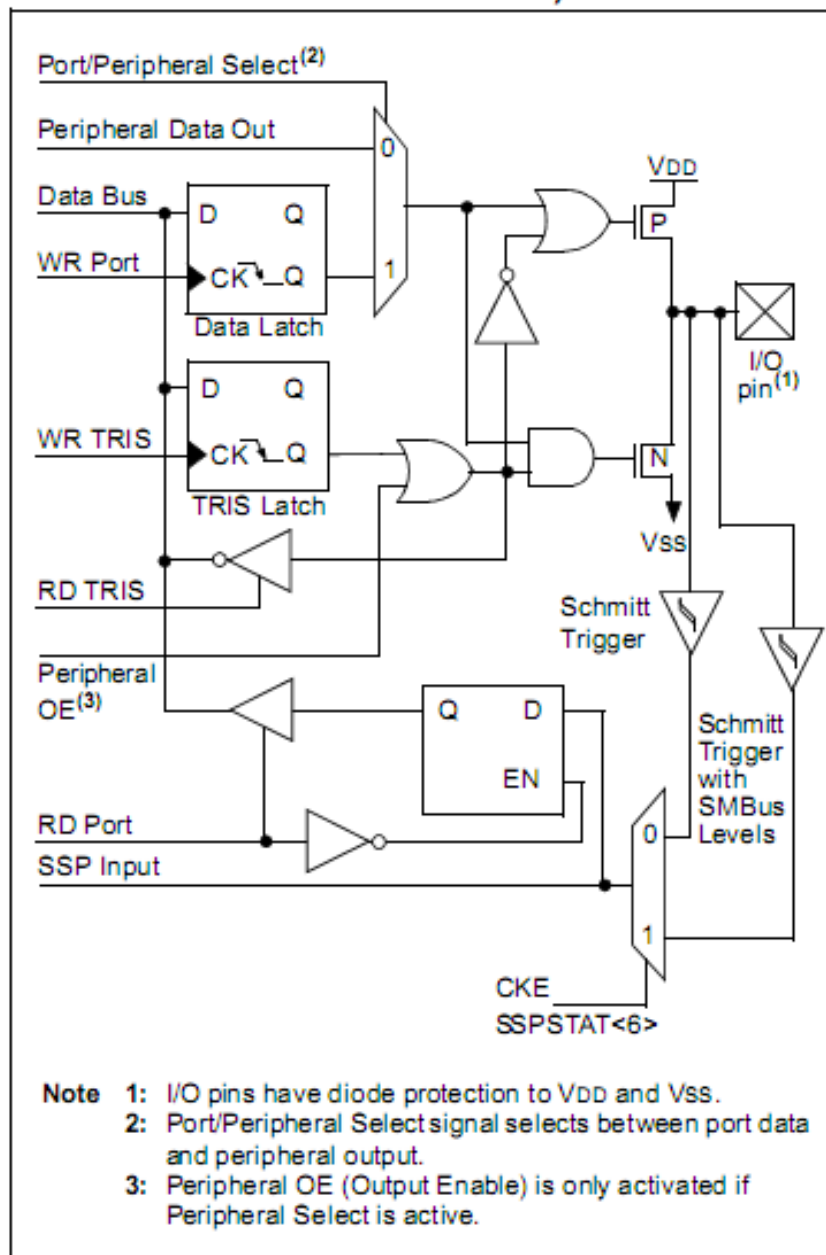 Port/Peripheral Select(2)
Peripheral Data Out
0
VDD
Data Bus
D Q
P
WR Port
CK Q
1
Data Latch
I/O
pin(1)
D Q
WR TRIS
CK Q
N
TRIS Latch
VSS
RD TRIS
Schmitt
Trigger
Peripheral
OE(3)
Q D
EN
Schmitt
Trigger
with
SMBus
Levels
RD Port
0
SSP Input
1
CKE
SSPSTAT<6>
Note 1: I/O pins have diode protection to VDD and VSS.
2: Port/Peripheral Select signal selects between port data
and peripheral output.
3: Peripheral OE (Output Enable) is only activated if
Peripheral Select is active.